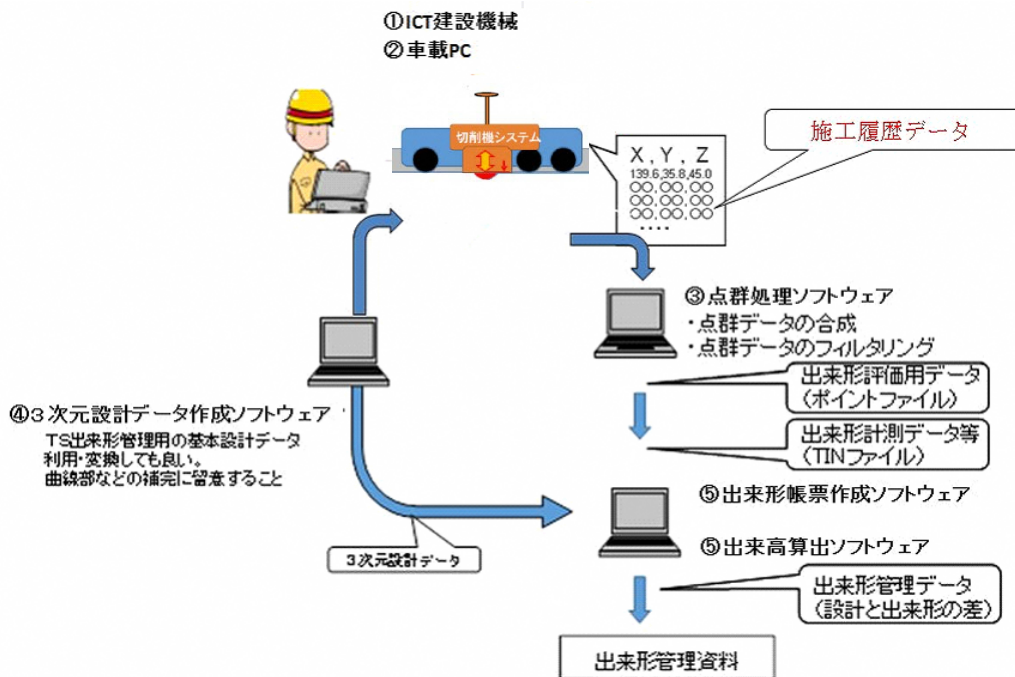 ①ICT建設機械
②車載PC
切削機システム
施工履歴データ
X,Y,Z
139.6,35.8,45.0
○○,○○,○○
○○,○○,○○
○○,○○,○○
・・・・
③点群処理ソフトウェア
・点群データの合成
・点群データのフィルタリング
出来形評価用データ
(ポイントファイル)
④3次元設計データ作成ソフトウェア
TS出来形管理用の基本設計データ
利用・変換しても良い。
曲線部などの補完に留意すること
出来形計測データ等
(TINファイル)
⑤出来形帳票作成ソフトウェア
3次元設計データ
⑤出来高算出ソフトウェア
出来形管理データ
(設計と出来形の差)
出来形管理資料